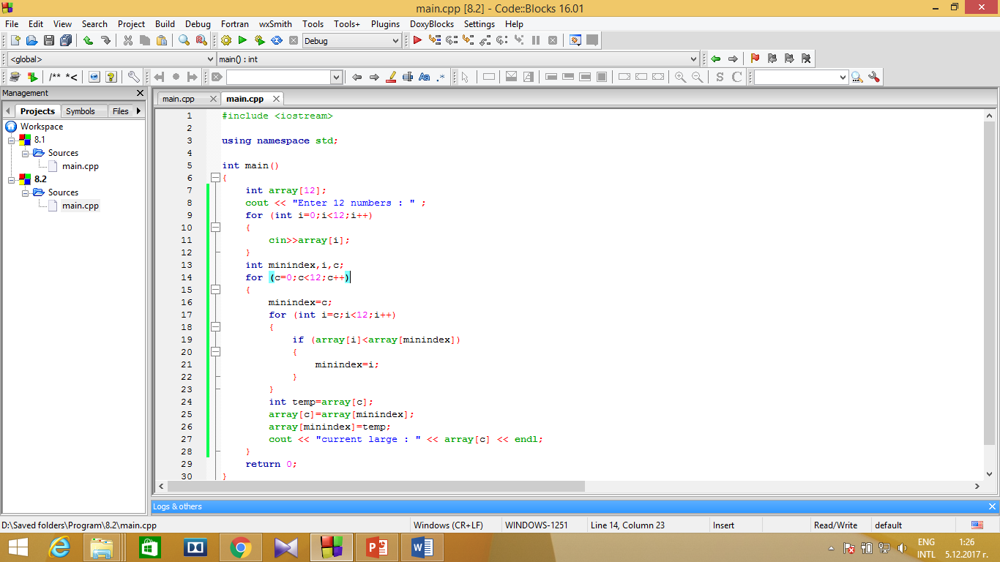 main.cpp [8.2] - Code::Blocks 16.01
File Edit View Search Project Build Debug Fortran wxSmith Tools Tools+ Plugins DoxyBlocks Settings Help
Debug
<global> main() : int
/** *<
Management
main.cpp main.cpp
Projects Symbols Files
Workspace
8.1
Sources
main.cpp
8.2
Sources
main.cpp
1 #include <iostream>
2
3 using namespace std;
4
5 int main()
6 {
7 int array[12];
8 cout << "Enter 12 numbers : " ;
9 for (int i=0;i<12;i++)
10 {
11 cin>>array[i];
12 }
13 int minindex,i,c;
14 for (c=0;c<12;c++)
15 {
16 minindex=c;
17 for (int i=c;i<12;i++)
18 {
19 if (array[i]<array[minindex])
20 {
21 minindex=i;
22 }
23 }
24 int temp=array[c];
25 array[c]=array[minindex];
26 array[minindex]=temp;
27 cout << "current large : " << array[c] << endl;
28 }
29 return 0;
30 }
Logs & others
D:\Saved folders\Program\8.2\main.cpp Windows (CR+LF) WINDOWS-1251 Line 14, Column 23 Insert Read/Write default
ENG 1:26
INTL 5.12.2017 г.